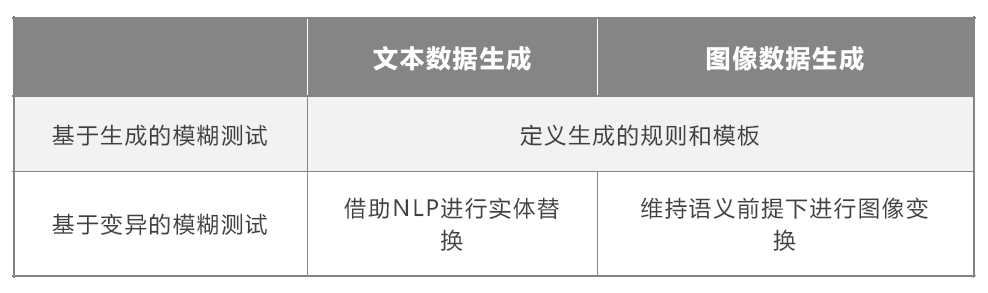 文本数据生成 图像数据生成
基于生成的模糊测试 定义生成的规则和模板
基于变异的模糊测试
借助NLP进行实体替
换
维持语义前提下进行图像变
换